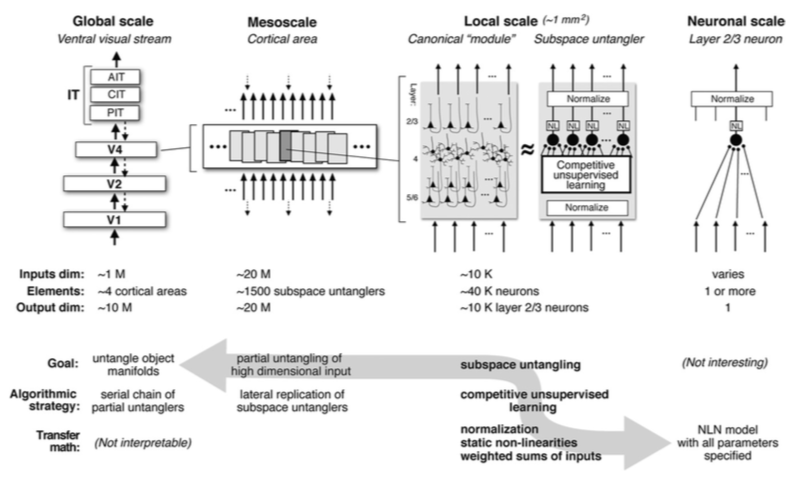 Global scale
Ventral visual stream
Mesoscale
Cortical area
Local scale (~1 mm²)
Canonical “module”
Subspace untangler
Neuronal scale
Layer 2/3 neuron
IT
AIT
CIT
PIT
V4
V2
V1
...
...
...
...
Layer:
2/3
4
5/6
...
...
≈
...
Normalize
NL NL NL NL
...
Competitive
unsupervised
learning
Normalize
...
Normalize
NL
...
...
Inputs dim: ~1 M ~20 M ~10 K varies
Elements: ~4 cortical areas ~1500 subspace untanglers ~40 K neurons 1 or more
Output dim: ~10 M ~20 M ~10 K layer 2/3 neurons 1
Goal: untangle object manifolds
partial untangling of
high dimensional input
subspace untangling
(Not interesting)
Algorithmic
strategy:
serial chain of
partial untanglers
lateral replication of
subspace untanglers
competitive unsupervised
learning
Transfer
math:
(Not interpretable)
normalization
static non-linearities
weighted sums of inputs
NLN model
with all parameters
specified